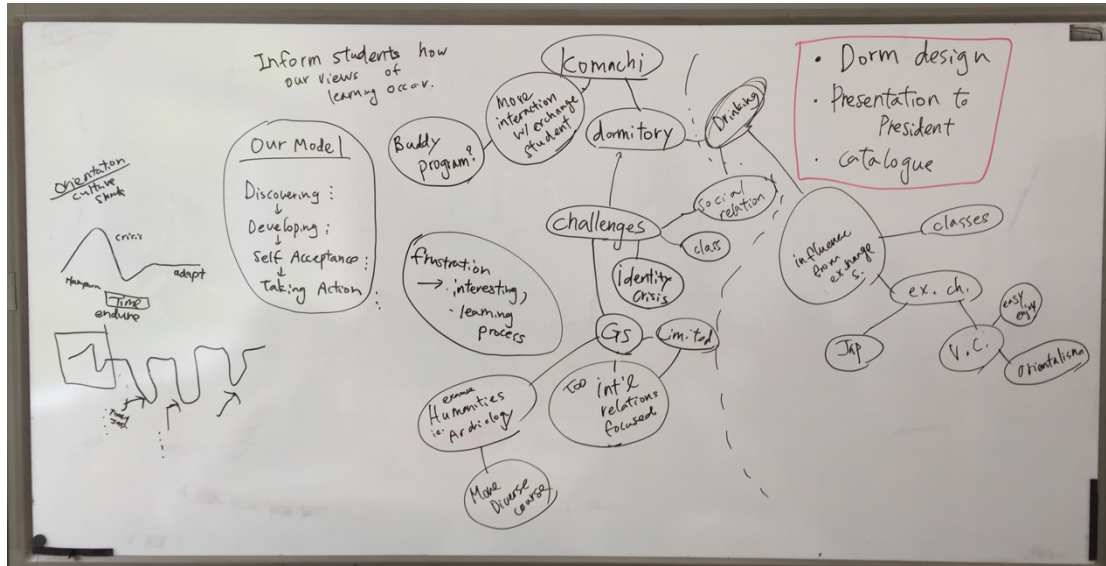 Inform students how
our views of
learning occur.
Komachi
More
interaction
w/ exchange
student
Buddy
program?
dormitory
Drinking
• Dorm design
• Presentation to
President
• catalogue
Our Model
Discovering :
↓
Developing :
↓
Self Acceptance :
↓
Taking Action :
orientation
culture
shock
crisis
adapt
Time
endure
challenges
social
relation
class
Identity
crisis
frustration
→ • interesting,
• learning
process
GS
Limited
Too int'l
relations
focused
Humanities
ie.
More
Diverse
course
influence
from
exchange
s.
classes
ex. ch.
Jap
V.C.
easy
enjoy
orientalism